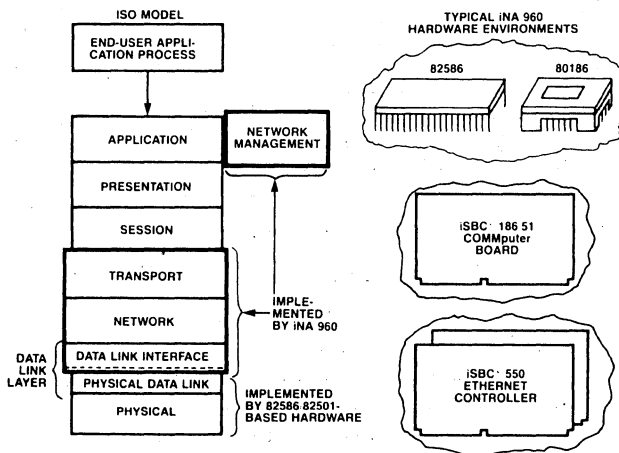 ISO MODEL
END-USER APPLI-
CATION PROCESS
APPLICATION
NETWORK
MANAGEMENT
PRESENTATION
SESSION
TRANSPORT
NETWORK
DATA LINK INTERFACE
PHYSICAL DATA LINK
PHYSICAL
DATA
LINK
LAYER
IMPLE-
MENTED
BY iNA 960
IMPLEMENTED
BY 82586/82501-
BASED HARDWARE
TYPICAL iNA 960
HARDWARE ENVIRONMENTS
82586
80186
iSBC 186 51
COMMputer
BOARD
iSBC 550
ETHERNET
CONTROLLER